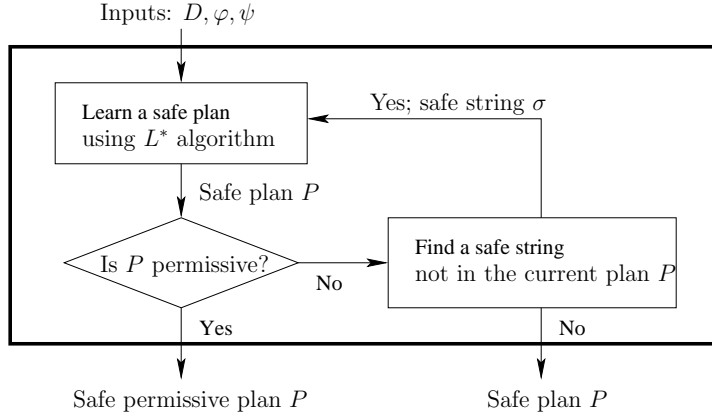 Inputs: D, φ, ψ
Learn a safe plan
using L* algorithm
Yes; safe string σ
Safe plan P
Is P permissive?
No
Find a safe string
not in the current plan P
Yes
No
Safe permissive plan P
Safe plan P